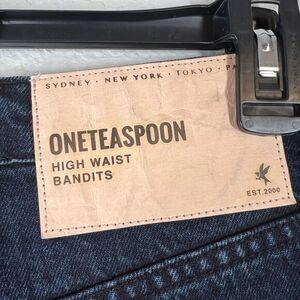 SYDNEY · NEW YORK · TOKYO ·
ONETEASPOON
HIGH WAIST
BANDITS
EST.2000